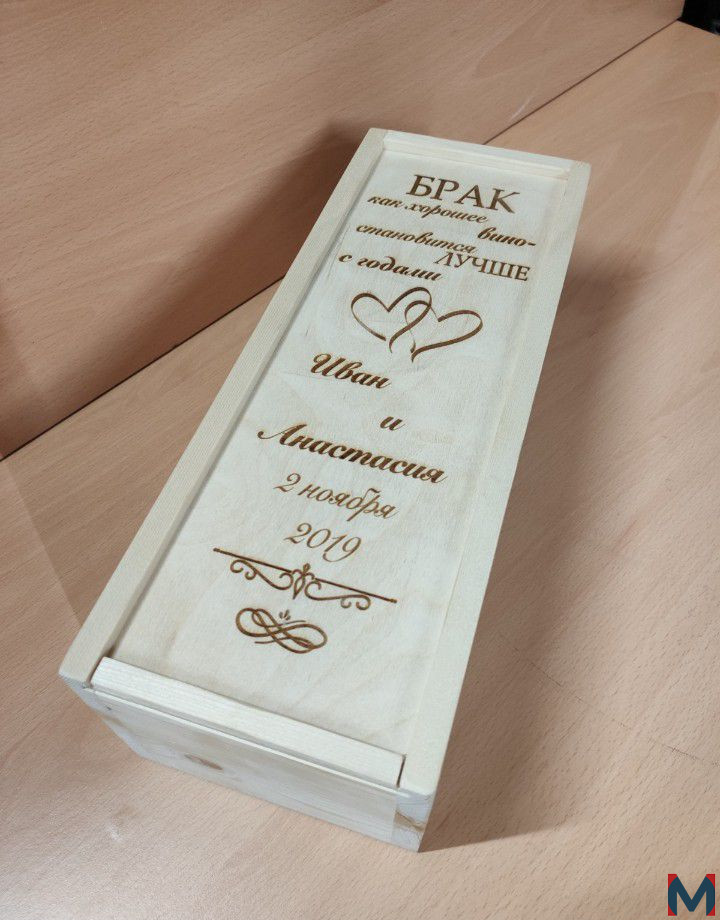 БРАК
как хорошее
вино-
становится
ЛУЧШЕ
с годами
Иван
и
Анастасия
2 ноября
2019
M